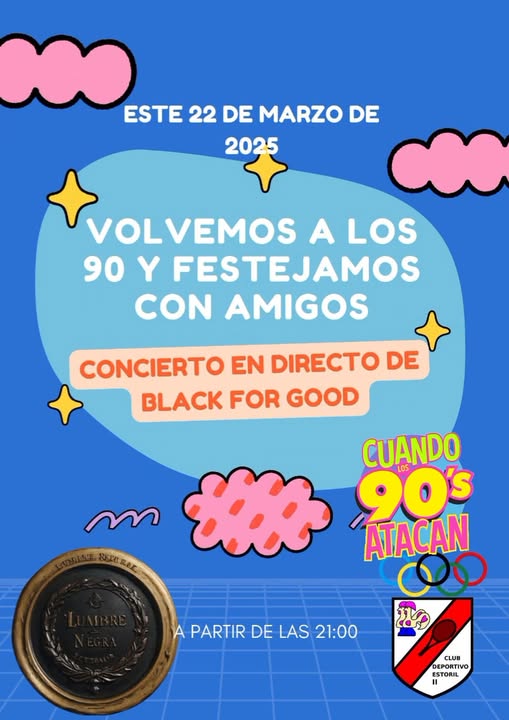 ESTE 22 DE MARZO DE
2025
VOLVEMOS A LOS
90 Y FESTEJAMOS
CON AMIGOS
CONCIERTO EN DIRECTO DE
BLACK FOR GOOD
CUANDO
LOS
90'S
ATACAN
LUMBRE
NEGRA
A PARTIR DE LAS 21:00
CLUB
DEPORTIVO
ESTORIL
II